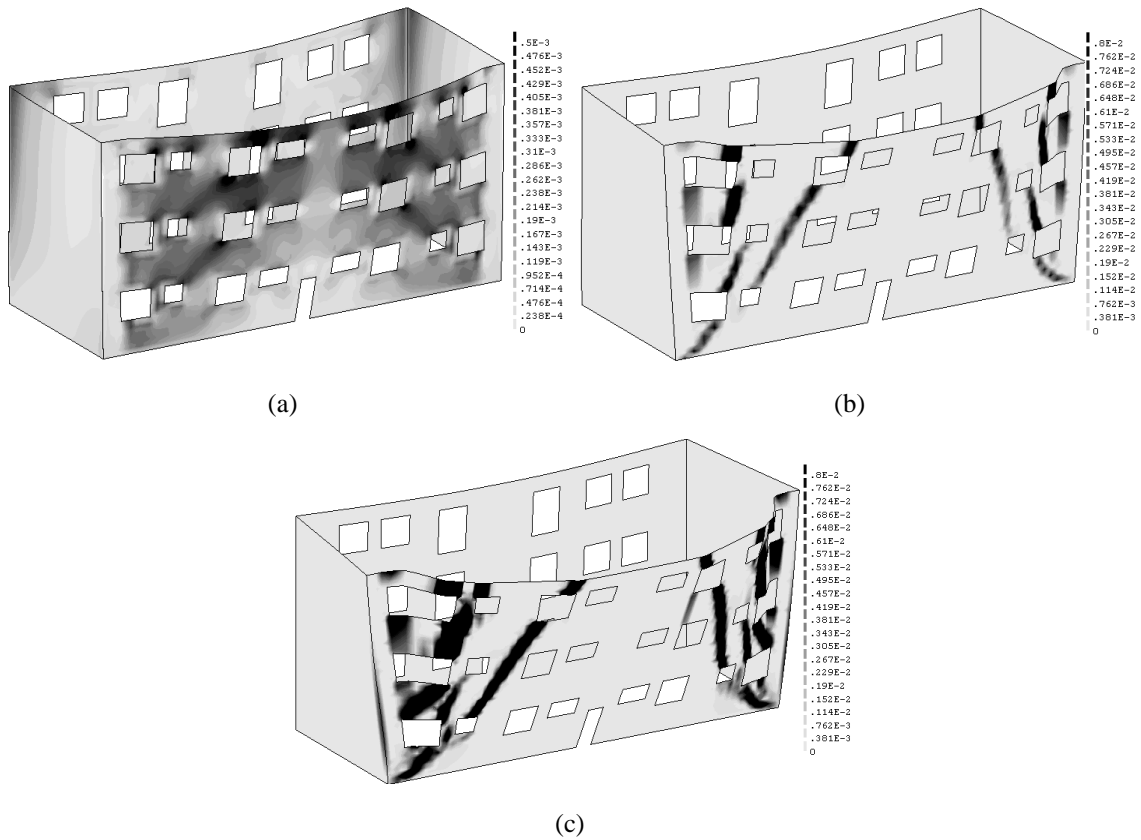 .5E-3
.476E-3
.452E-3
.429E-3
.405E-3
.381E-3
.357E-3
.333E-3
.31E-3
.286E-3
.262E-3
.238E-3
.214E-3
.19E-3
.167E-3
.143E-3
.119E-3
.952E-4
.714E-4
.476E-4
.238E-4
0
(a)
.8E-2
.762E-2
.724E-2
.686E-2
.648E-2
.61E-2
.571E-2
.533E-2
.495E-2
.457E-2
.419E-2
.381E-2
.343E-2
.305E-2
.267E-2
.229E-2
.19E-2
.152E-2
.114E-2
.762E-3
.381E-3
0
(b)
.8E-2
.762E-2
.724E-2
.686E-2
.648E-2
.61E-2
.571E-2
.533E-2
.495E-2
.457E-2
.419E-2
.381E-2
.343E-2
.305E-2
.267E-2
.229E-2
.19E-2
.152E-2
.114E-2
.762E-3
.381E-3
0
(c)